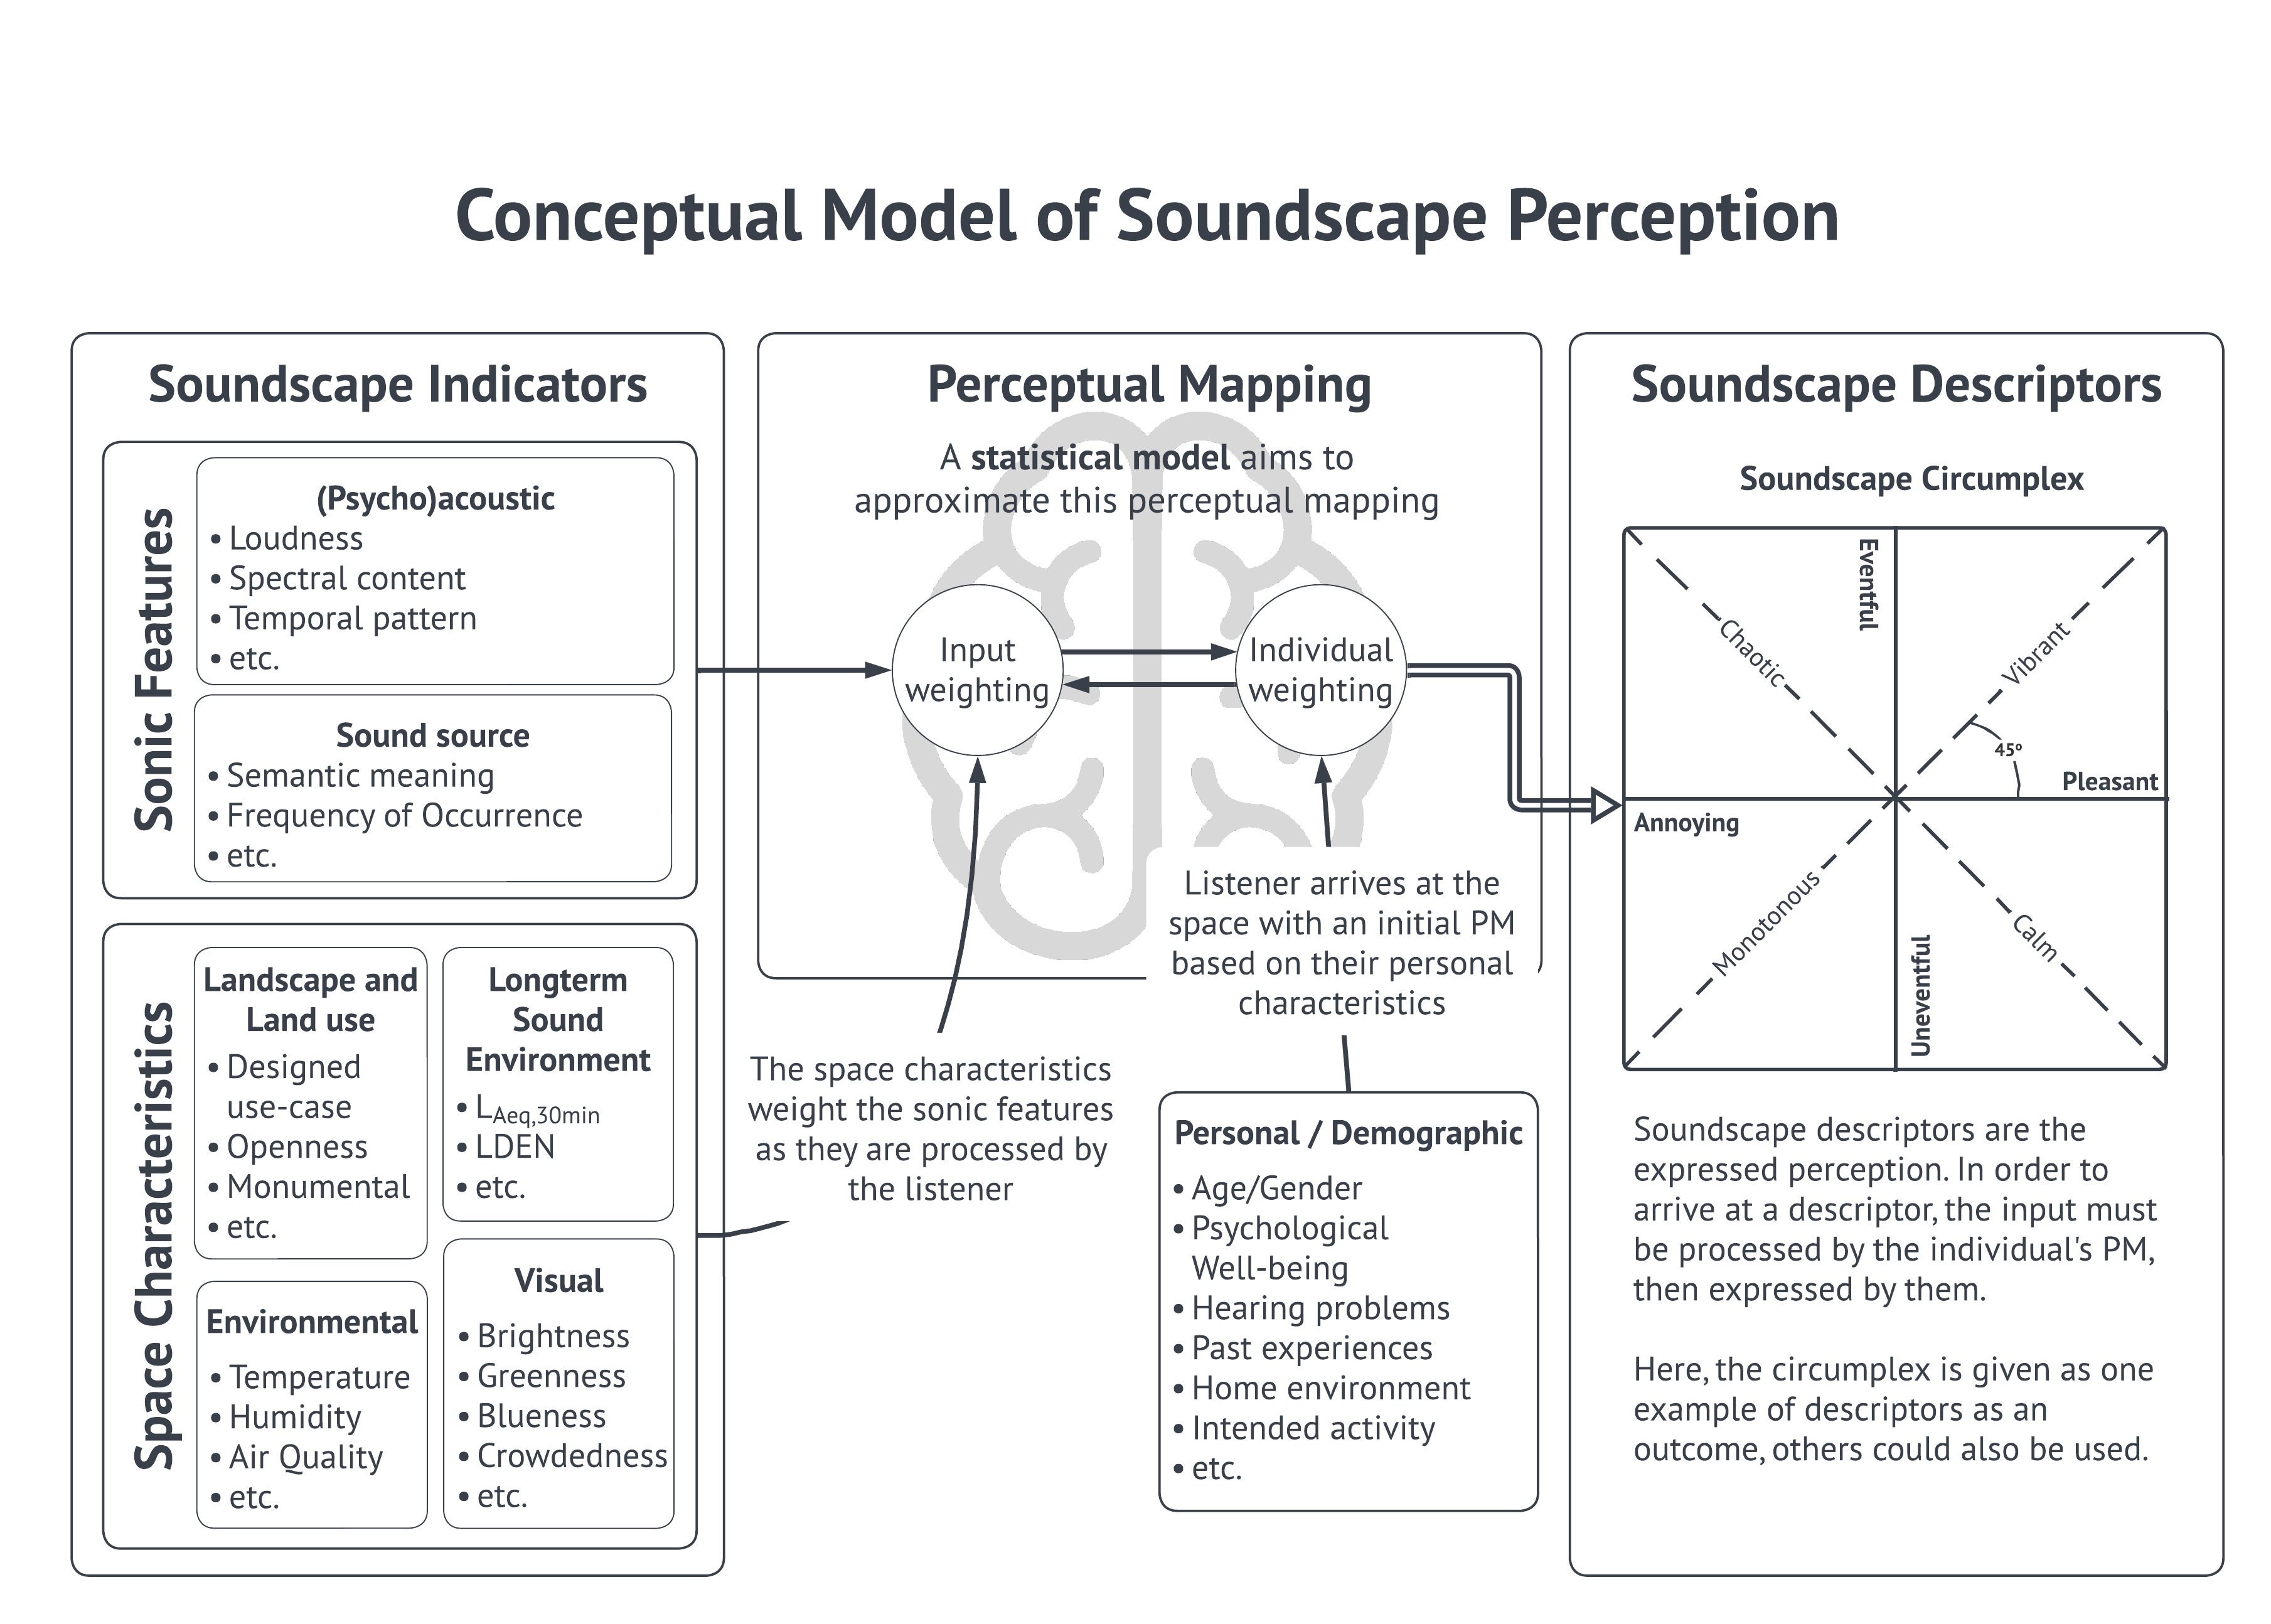 Conceptual Model of Soundscape Perception
Soundscape Indicators
Sonic Features
(Psycho)acoustic
• Loudness
• Spectral content
• Temporal pattern
• etc.
Sound source
• Semantic meaning
• Frequency of Occurrence
• etc.
Space Characteristics
Landscape and
Land use
• Designed
use-case
• Openness
• Monumental
• etc.
Longterm
Sound
Environment
• LAeq,30min
• LDEN
• etc.
Environmental
• Temperature
• Humidity
• Air Quality
• etc.
Visual
• Brightness
• Greenness
• Blueness
• Crowdedness
• etc.
Perceptual Mapping
A statistical model aims to
approximate this perceptual mapping
Input
weighting
Individual
weighting
Listener arrives at the
space with an initial PM
based on their personal
characteristics
The space characteristics
weight the sonic features
as they are processed by
the listener
Personal / Demographic
• Age/Gender
• Psychological
Well-being
• Hearing problems
• Past experiences
• Home environment
• Intended activity
• etc.
Soundscape Descriptors
Soundscape Circumplex
Eventful
Chaotic
Vibrant
45º
Pleasant
Annoying
Monotonous
Calm
Uneventful
Soundscape descriptors are the
expressed perception. In order to
arrive at a descriptor, the input must
be processed by the individual's PM,
then expressed by them.
Here, the circumplex is given as one
example of descriptors as an
outcome, others could also be used.